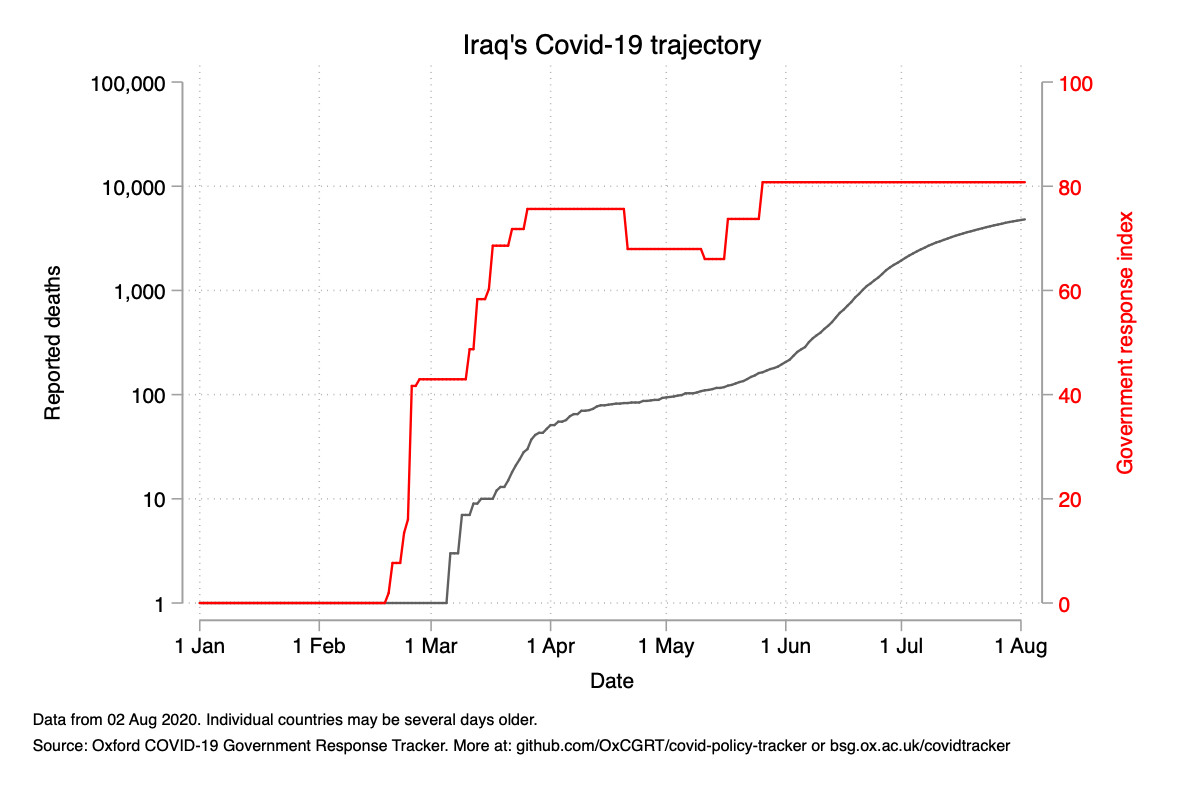 Iraq's Covid-19 trajectory
100,000
10,000
1,000
100
10
1
Reported deaths
100
80
60
40
20
0
Government response index
1 Jan 1 Feb 1 Mar 1 Apr 1 May 1 Jun 1 Jul 1 Aug
Date
Data from 02 Aug 2020. Individual countries may be several days older.
Source: Oxford COVID-19 Government Response Tracker. More at: github.com/OxCGRT/covid-policy-tracker or bsg.ox.ac.uk/covidtracker